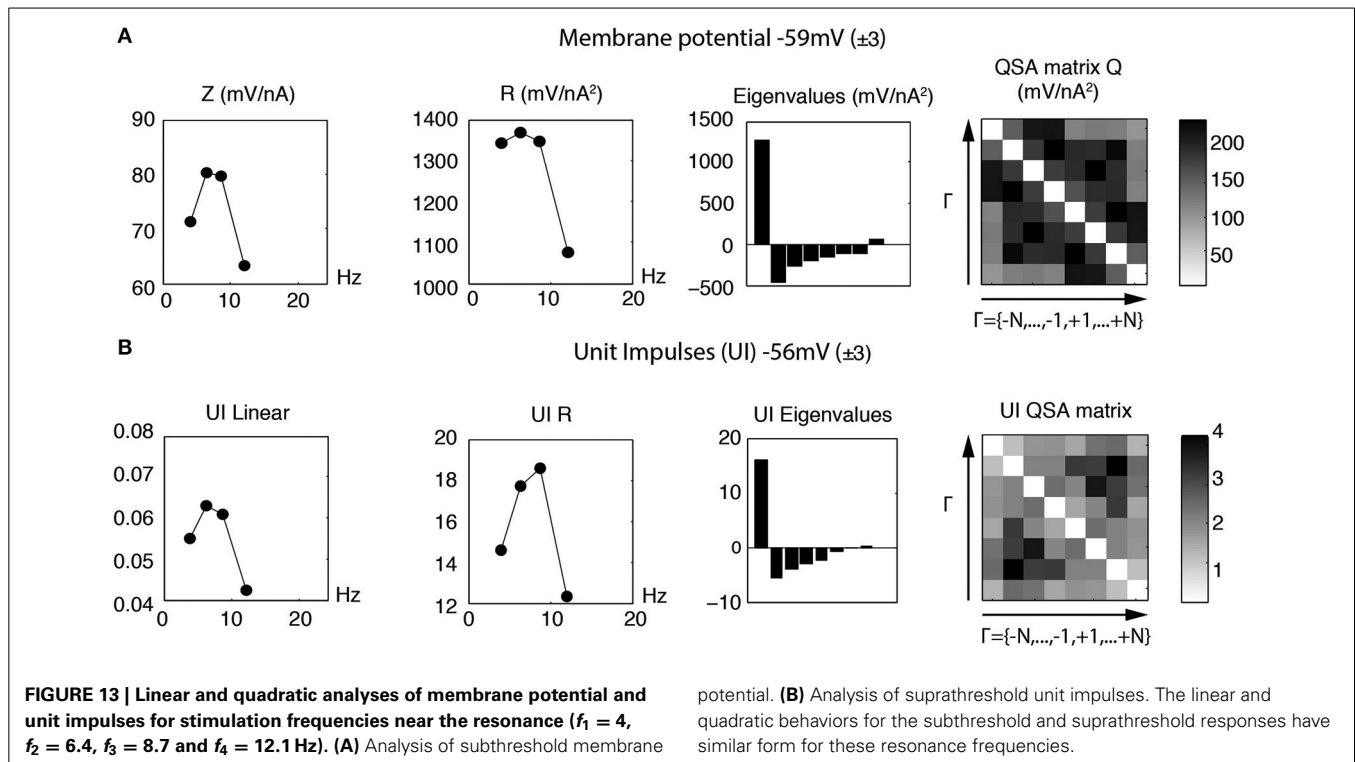 A
Membrane potential -59mV (±3)
Z (mV/nA)
90
80
70
60
0 10 20
Hz
R (mV/nA²)
1400
1300
1200
1100
1000
0 10 20
Hz
Eigenvalues (mV/nA²)
1500
1000
500
0
−500
QSA matrix Q
(mV/nA²)
Γ
Γ={-N,...,-1,+1,...+N}
200
150
100
50
B
Unit Impulses (UI) -56mV (±3)
UI Linear
0.08
0.07
0.06
0.05
0.04
0 10 20
Hz
UI R
20
18
16
14
12
0 10 20
Hz
UI Eigenvalues
20
10
0
−10
UI QSA matrix
Γ
Γ={-N,...,-1,+1,...+N}
4
3
2
1
FIGURE 13 | Linear and quadratic analyses of membrane potential and
unit impulses for stimulation frequencies near the resonance (f₁ = 4,
f₂ = 6.4, f₃ = 8.7 and f₄ = 12.1 Hz). (A) Analysis of subthreshold membrane
potential. (B) Analysis of suprathreshold unit impulses. The linear and
quadratic behaviors for the subthreshold and suprathreshold responses have
similar form for these resonance frequencies.